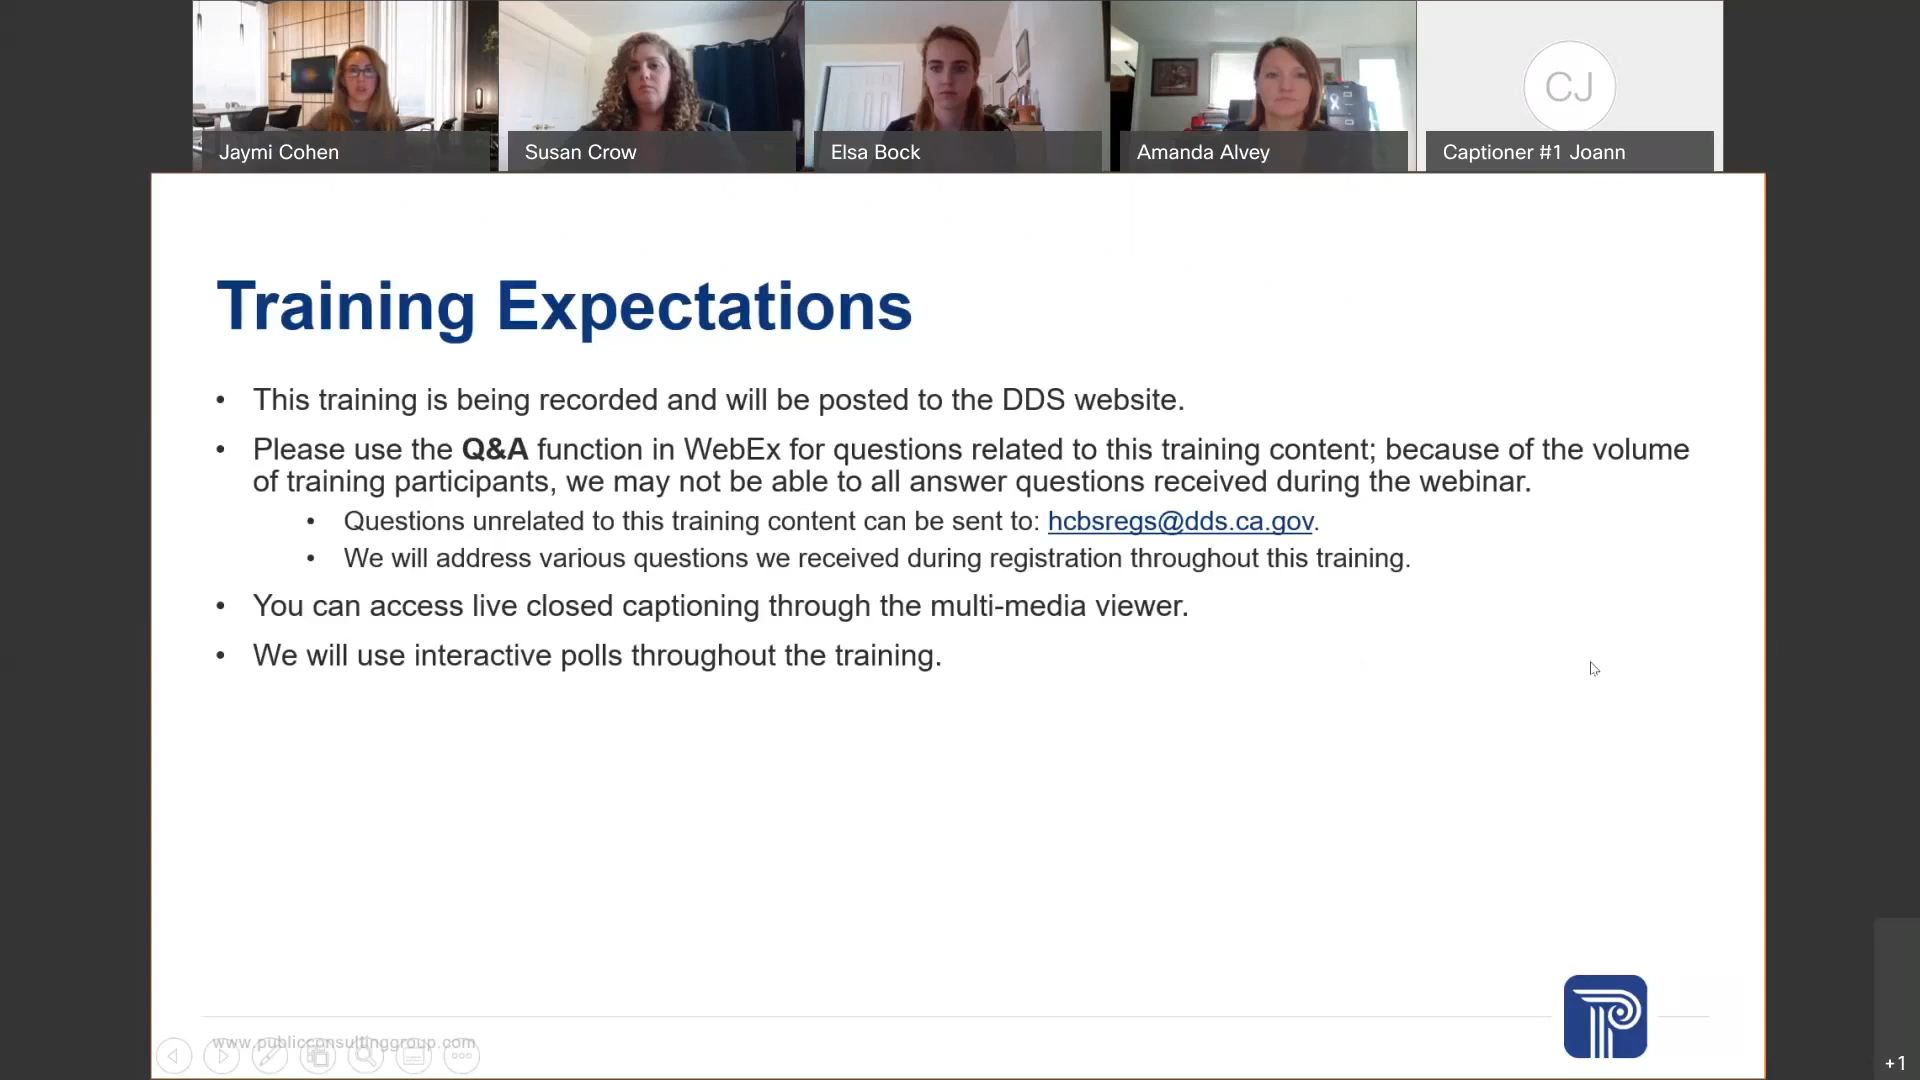 Jaymi Cohen
Susan Crow
Elsa Bock
Amanda Alvey
CJ
Captioner #1 Joann
Training Expectations
• This training is being recorded and will be posted to the DDS website.
• Please use the Q&A function in WebEx for questions related to this training content; because of the volume
of training participants, we may not be able to all answer questions received during the webinar.
• Questions unrelated to this training content can be sent to: hcbsregs@dds.ca.gov.
• We will address various questions we received during registration throughout this training.
• You can access live closed captioning through the multi-media viewer.
• We will use interactive polls throughout the training.
www.publicconsultinggroup.com
+1